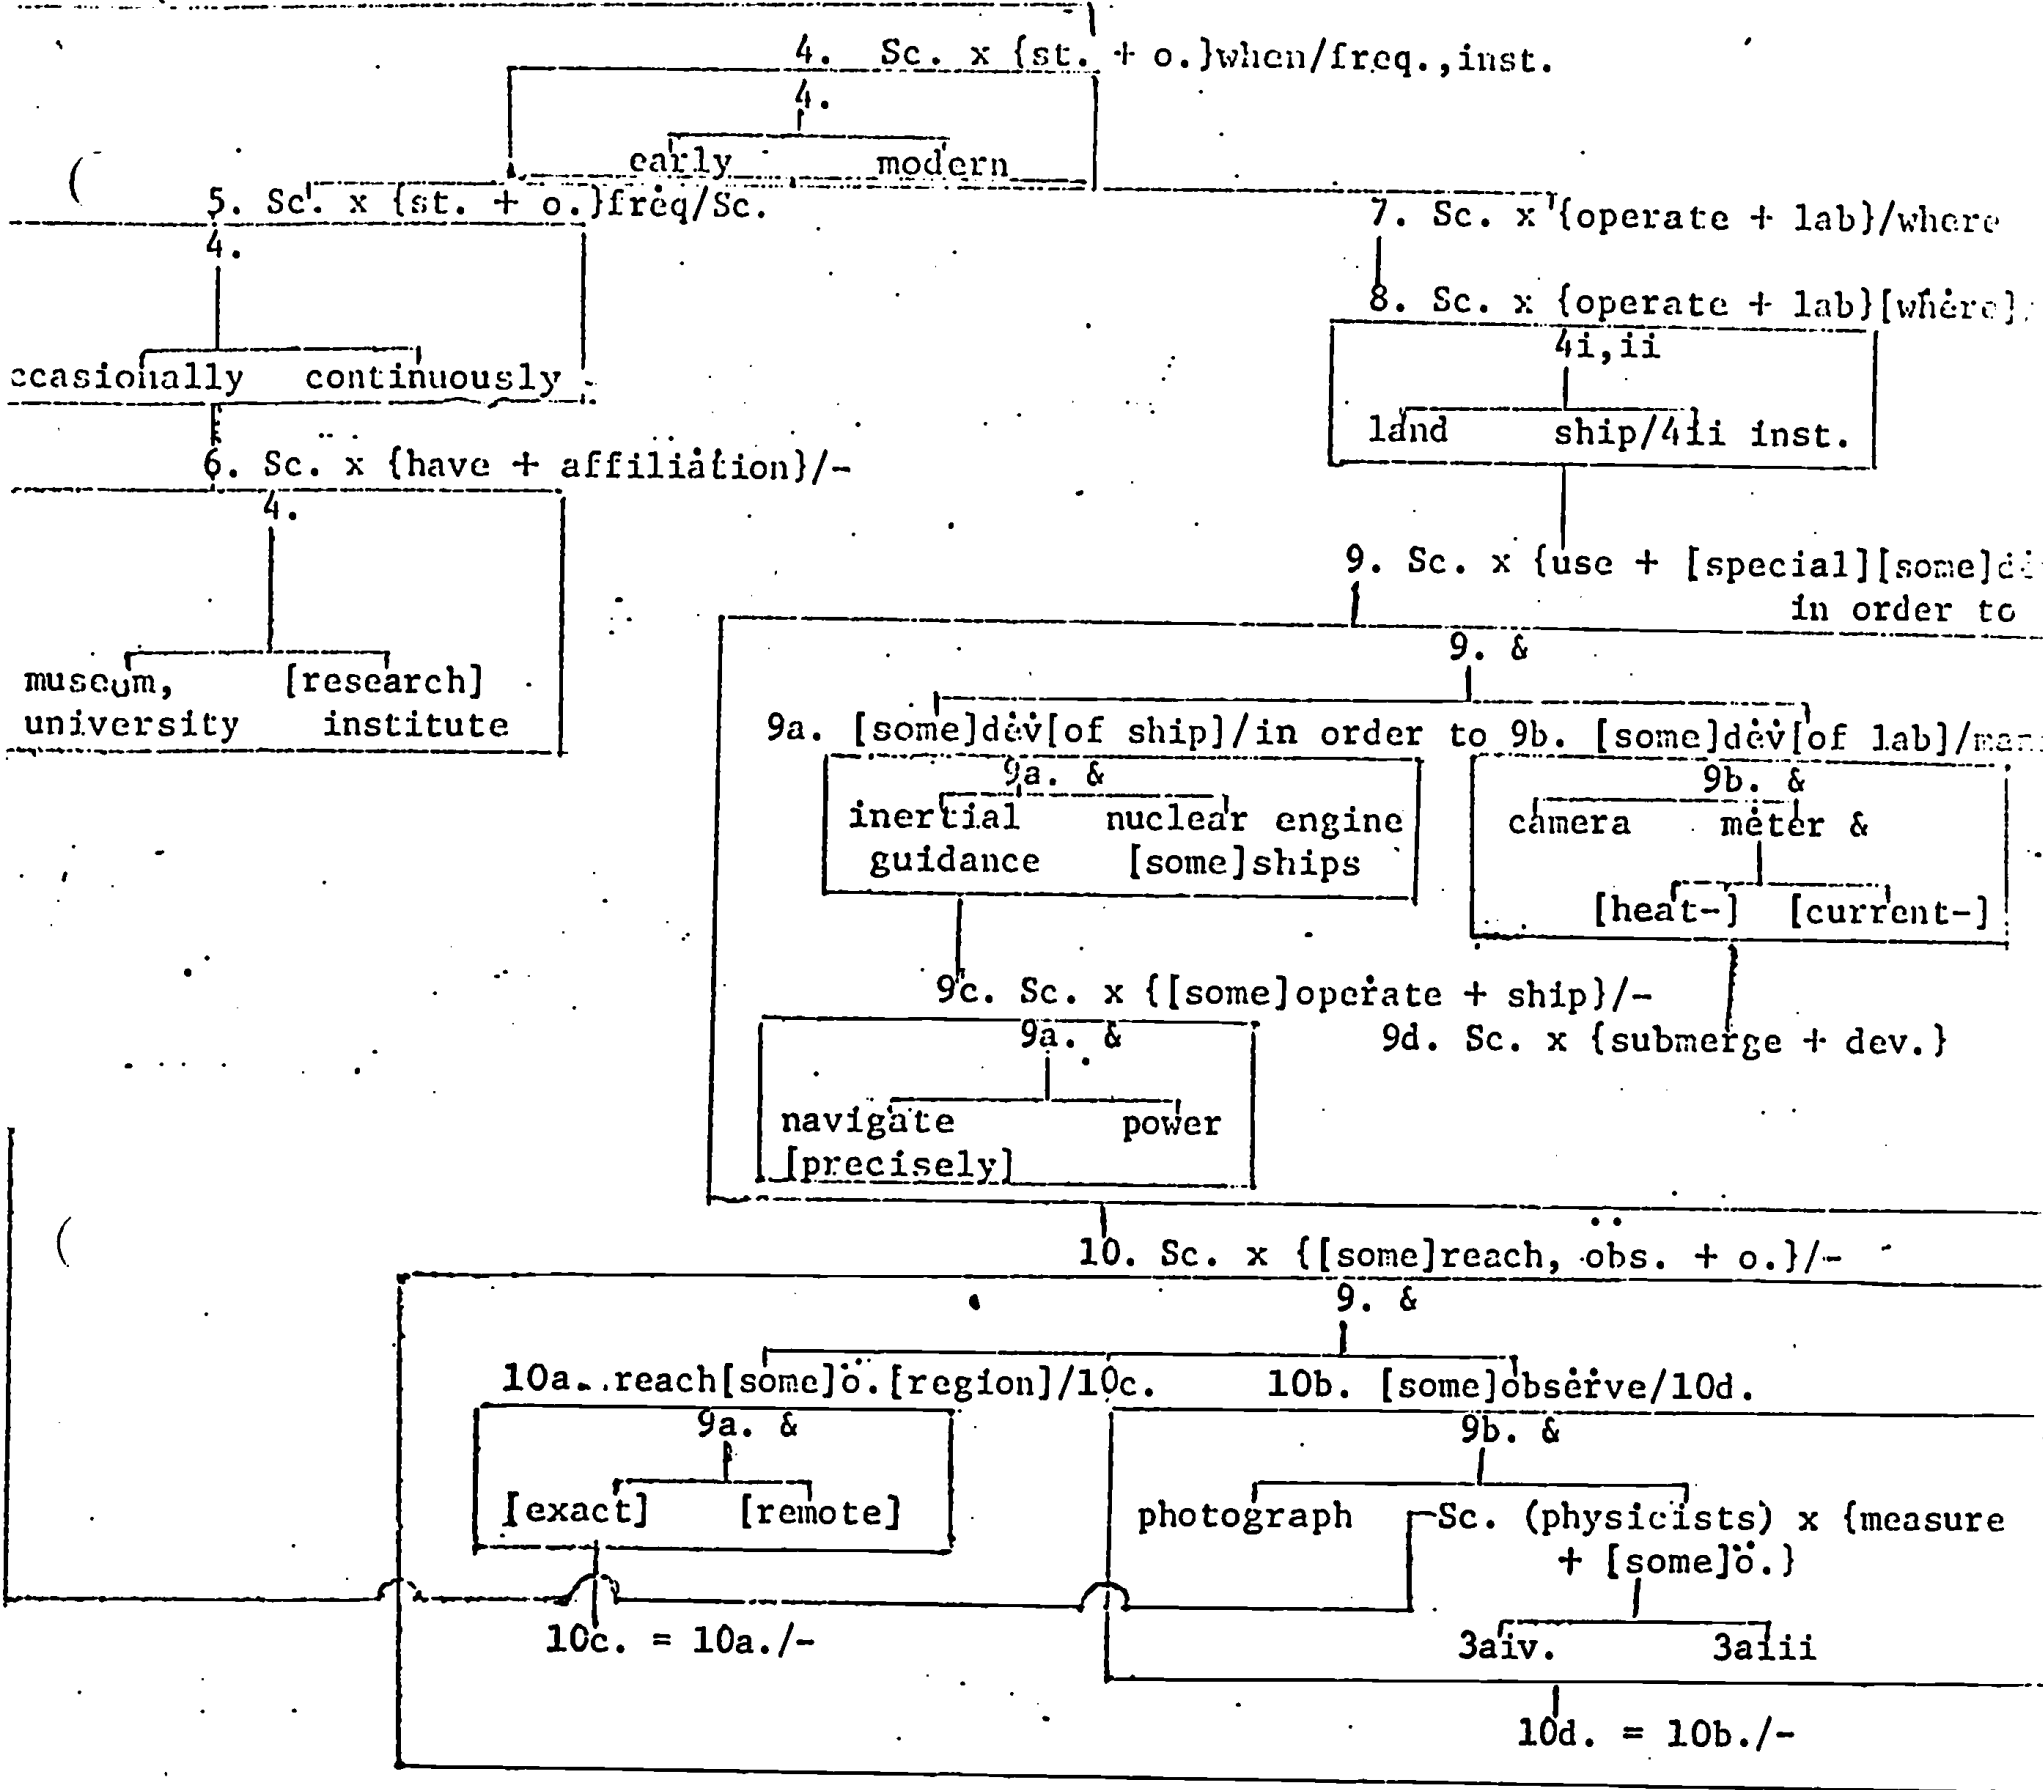 4. Sc. x {st. + o.}when/freq.,inst.
4.
early modern
5. Sc. x {st. + o.}freq/Sc.
7. Sc. x {operate + lab}/where
4.
8. Sc. x {operate + lab}[where]
4i,ii
ccasionally continuously
land ship/4ii inst.
6. Sc. x {have + affiliation}/-
4.
9. Sc. x {use + [special][some]
in order to
9. &
museum, [research]
university institute
9a. [some]dev[of ship]/in order to 9b. [some]dev[of lab]/
9a. & 9b. &
inertial nuclear engine camera meter &
guidance [some]ships
[heat-] [current-]
9c. Sc. x {[some]operate + ship}/-
9a. & 9d. Sc. x {submerge + dev.}
navigate power
[precisely]
10. Sc. x {[some]reach, obs. + o.}/-
9. &
10a. reach[some]ö.[region]/10c. 10b. [some]observe/10d.
9a. & 9b. &
[exact] [remote] photograph Sc. (physicists) x {measure
+ [some]ö.}
10c. = 10a./- 3aiv. 3aiii
10d. = 10b./-